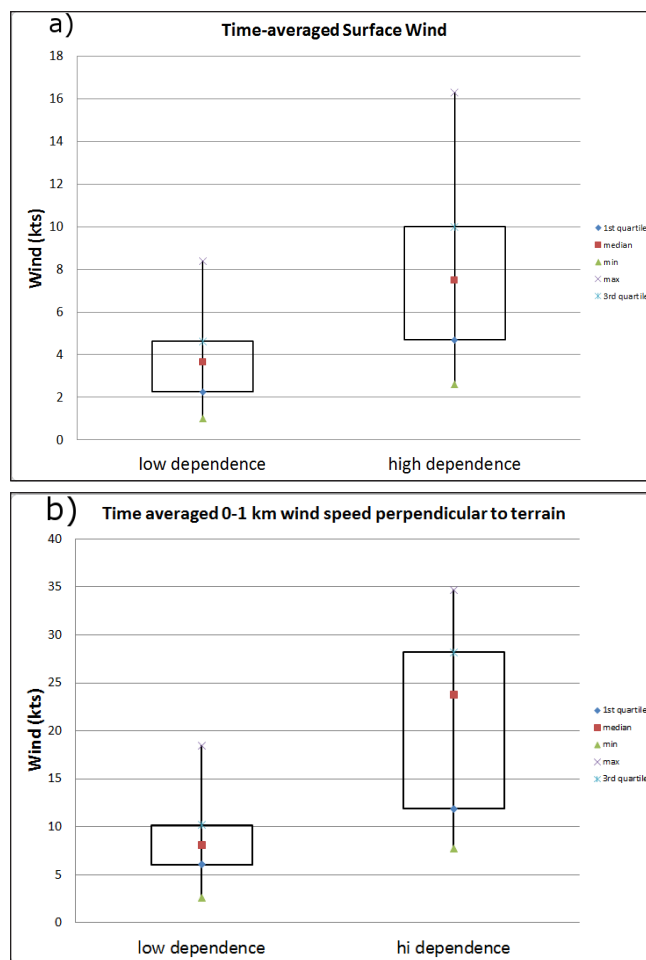 a)
Time-averaged Surface Wind
18
16
14
12
10
8
6
4
2
0
Wind (kts)
low dependence
high dependence
1st quartile
median
min
max
3rd quartile
b)
Time averaged 0-1 km wind speed perpendicular to terrain
40
35
30
25
20
15
10
5
0
Wind (kts)
low dependence
hi dependence
1st quartile
median
min
max
3rd quartile